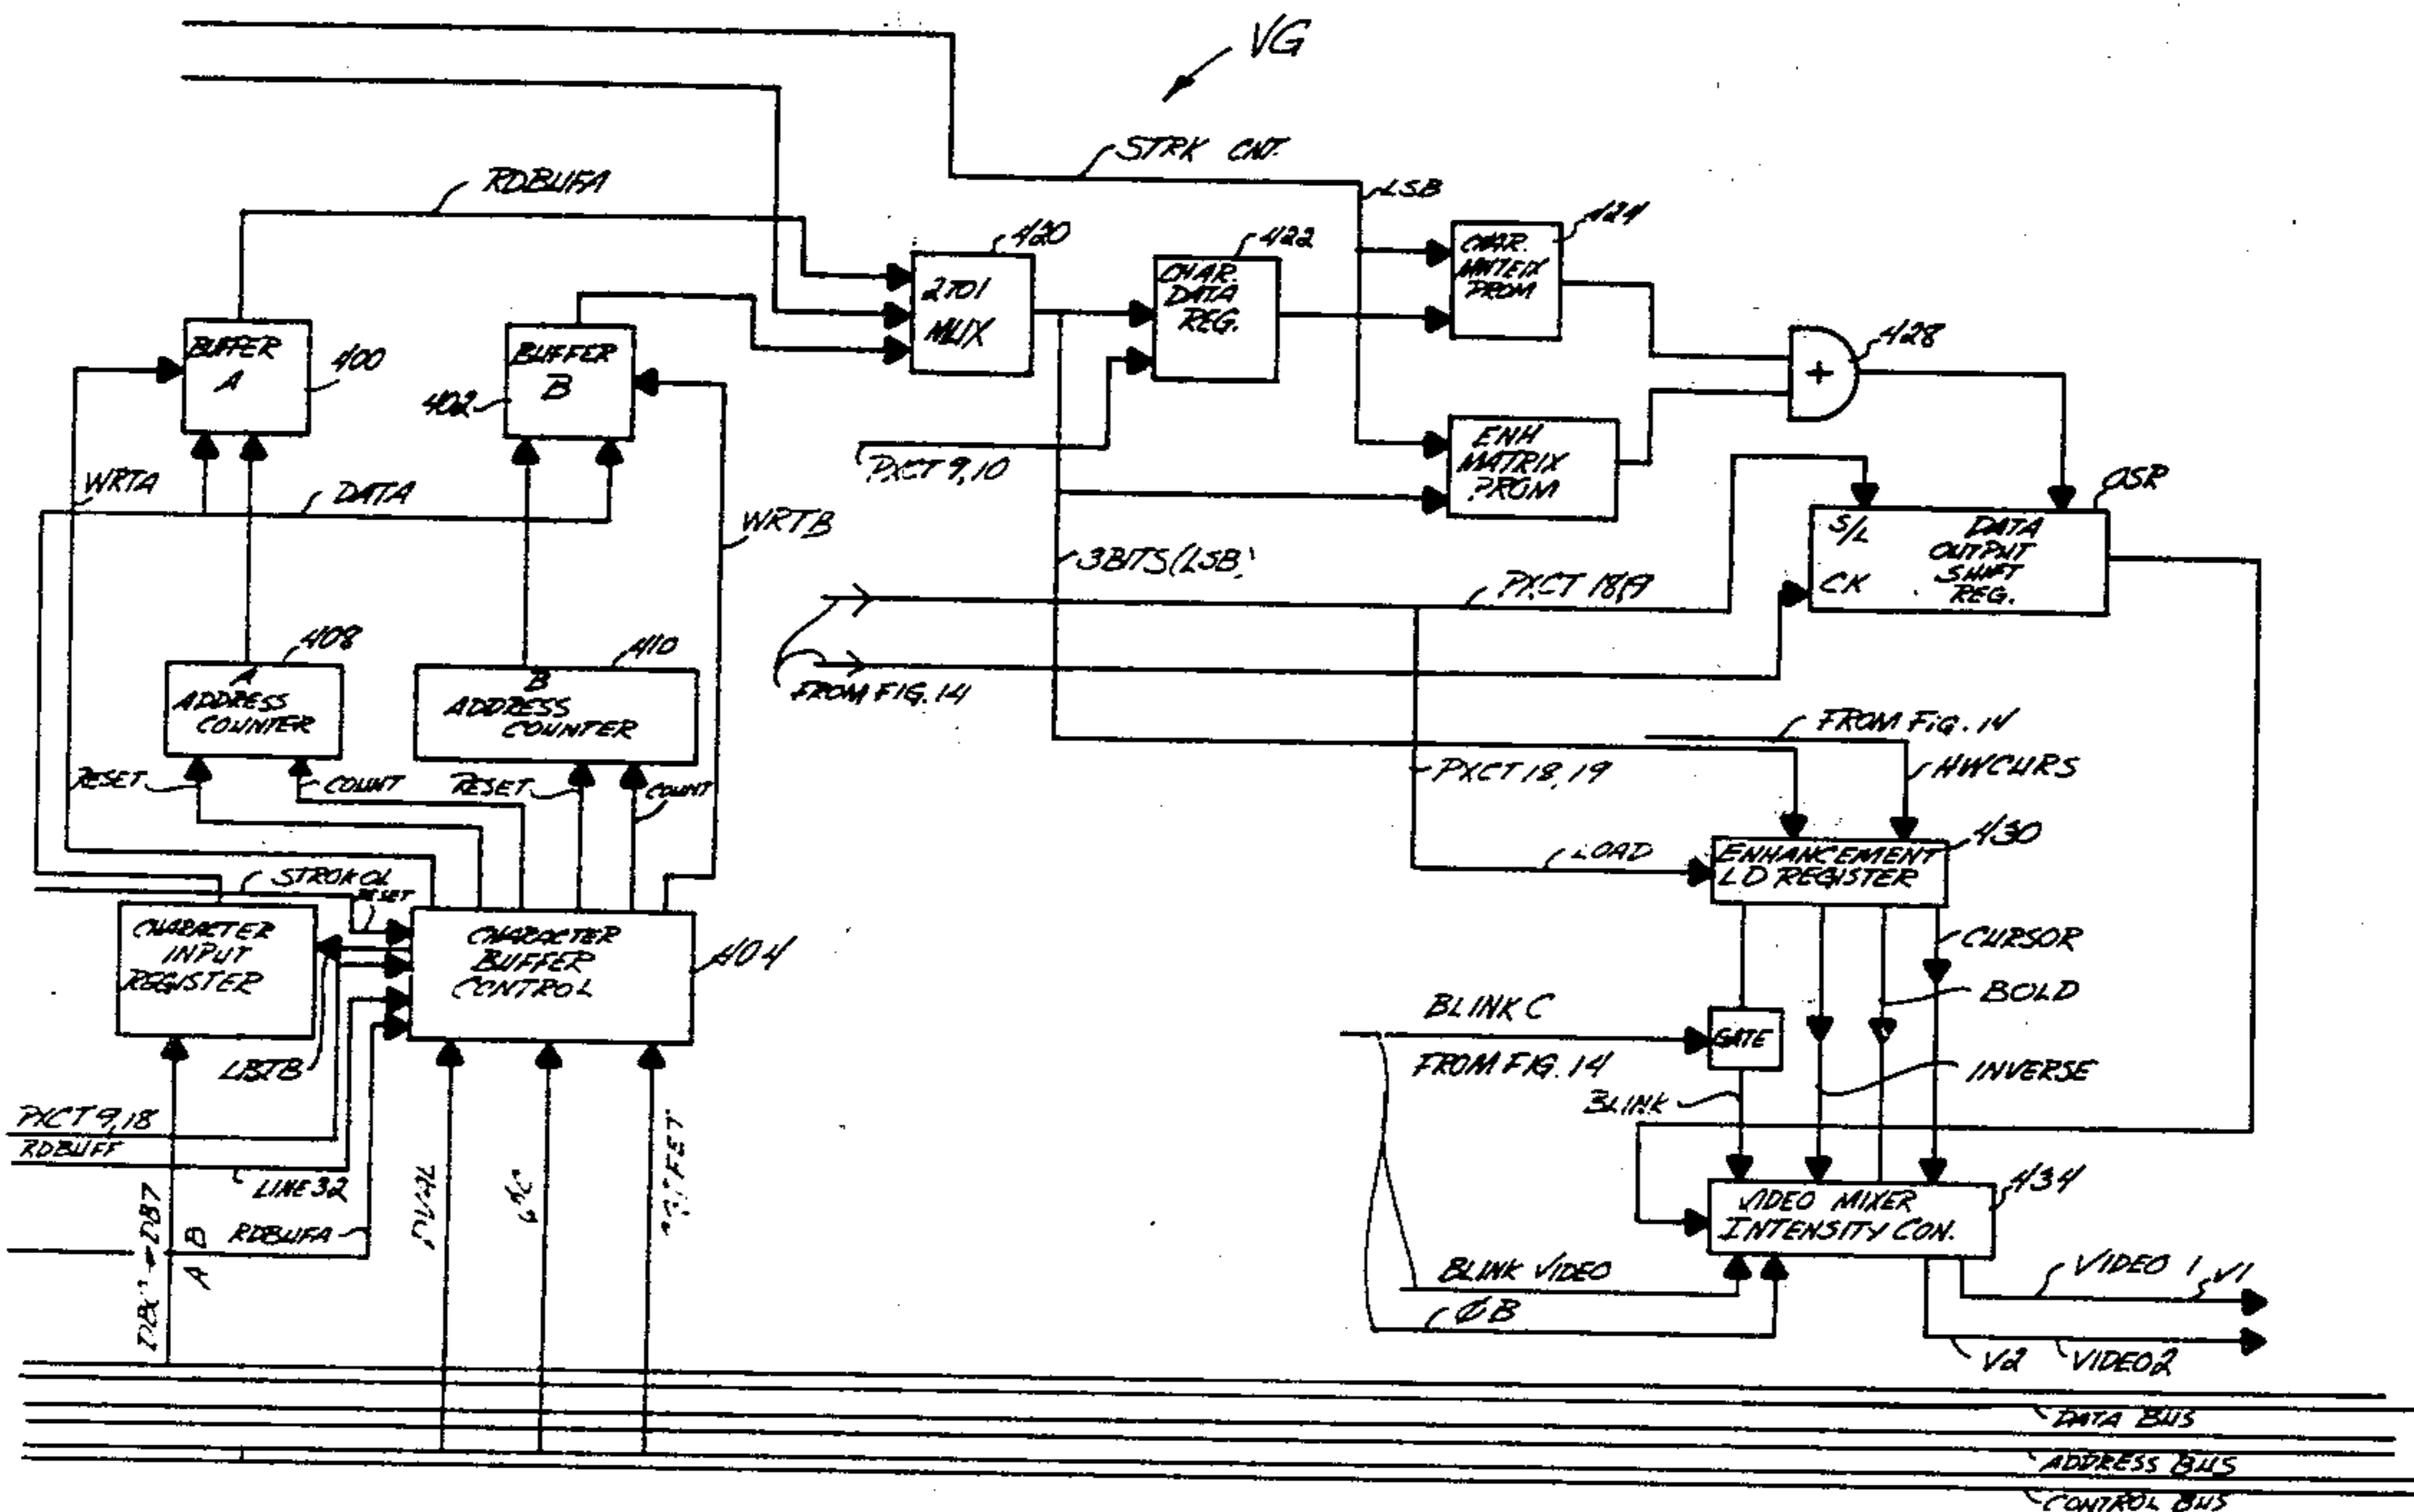 VG
STRK CNT.
RDBUFA
LSB
424
420
422
CHAR.
MATRIX
PROM
2TO1
MUX
CHAR.
DATA
REG.
428
BUFFER
A
400
BUFFER
B
402
+
ENH
MATRIX
PROM
PXCT 9,10
WRTA
DATA
OSR
WRTB
S/L
DATA
OUTPUT
SHIFT
REG.
CK
3BITS (LSB)
PXCT 18,19
408
410
A
ADDRESS
COUNTER
B
ADDRESS
COUNTER
FROM FIG. 14
FROM FIG. 14
RESET
COUNT
RESET
COUNT
PXCT 18,19
HWCURS
430
LOAD
ENHANCEMENT
LD REGISTER
RESET
CHARACTER
INPUT
REGISTER
CHARACTER
BUFFER
CONTROL
404
CURSOR
BOLD
BLINK C
GATE
FROM FIG. 14
INVERSE
LBTB
BLINK
PXCT 9,18
RDBUFF
LINE 32
DVAL
RDBUFA
B
A
434
VIDEO MIXER
INTENSITY CON.
BLINK VIDEO
ØB
VIDEO 1
V1
V2
VIDEO 2
DATA BUS
ADDRESS BUS
CONTROL BUS